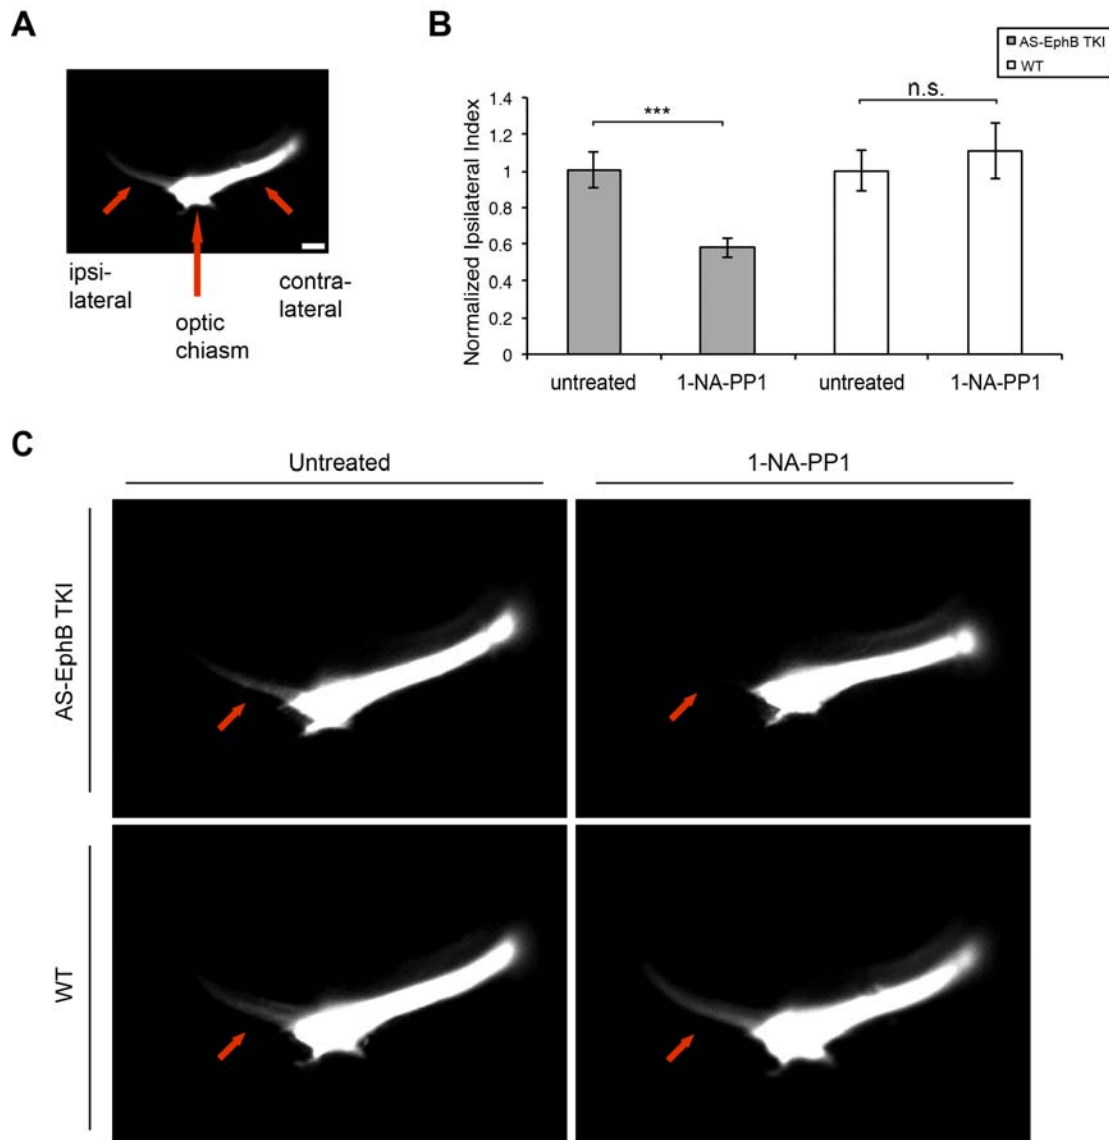 A
ipsi-
lateral
optic
chiasm
contra-
lateral
B
AS-EphB TKI
WT
Normalized Ipsilateral Index
1.4
1.2
1
0.8
0.6
0.4
0.2
0
***
n.s.
untreated
1-NA-PP1
untreated
1-NA-PP1
C
Untreated
1-NA-PP1
AS-EphB TKI
WT